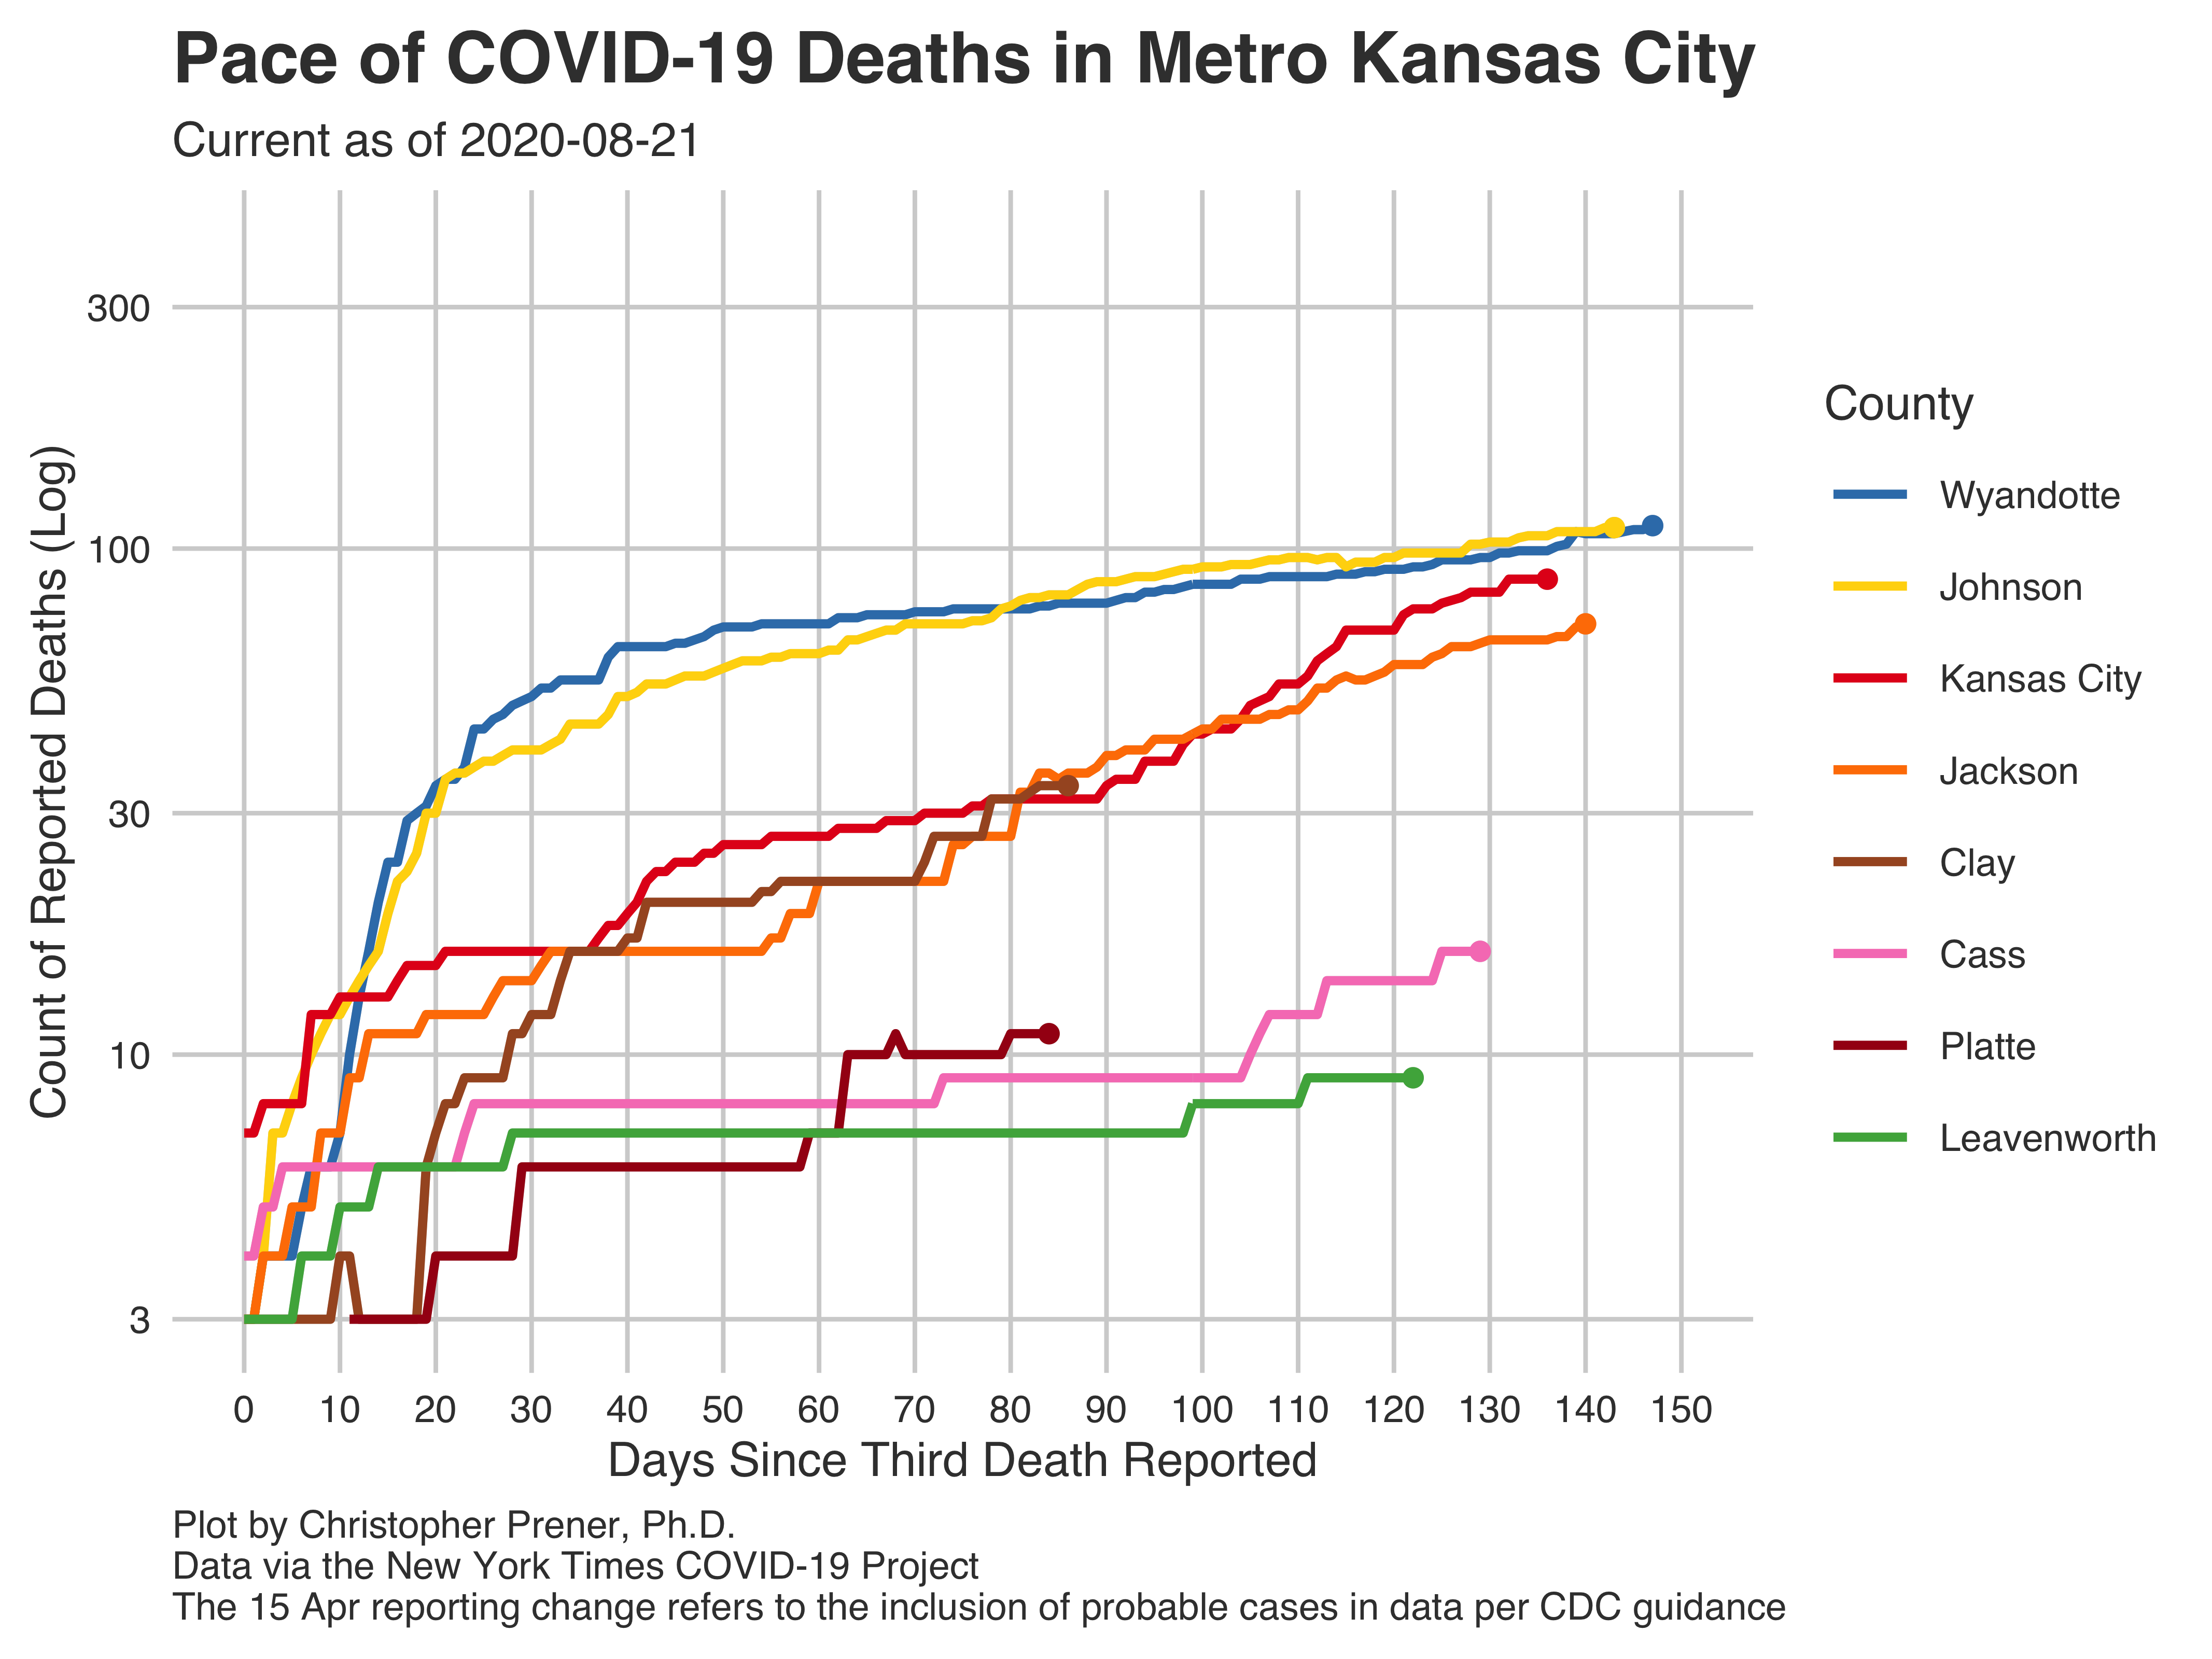 Pace of COVID-19 Deaths in Metro Kansas City
Current as of 2020-08-21
Count of Reported Deaths (Log)
300
100
30
10
3
0 10 20 30 40 50 60 70 80 90 100 110 120 130 140 150
Days Since Third Death Reported
County
Wyandotte
Johnson
Kansas City
Jackson
Clay
Cass
Platte
Leavenworth
Plot by Christopher Prener, Ph.D.
Data via the New York Times COVID-19 Project
The 15 Apr reporting change refers to the inclusion of probable cases in data per CDC guidance